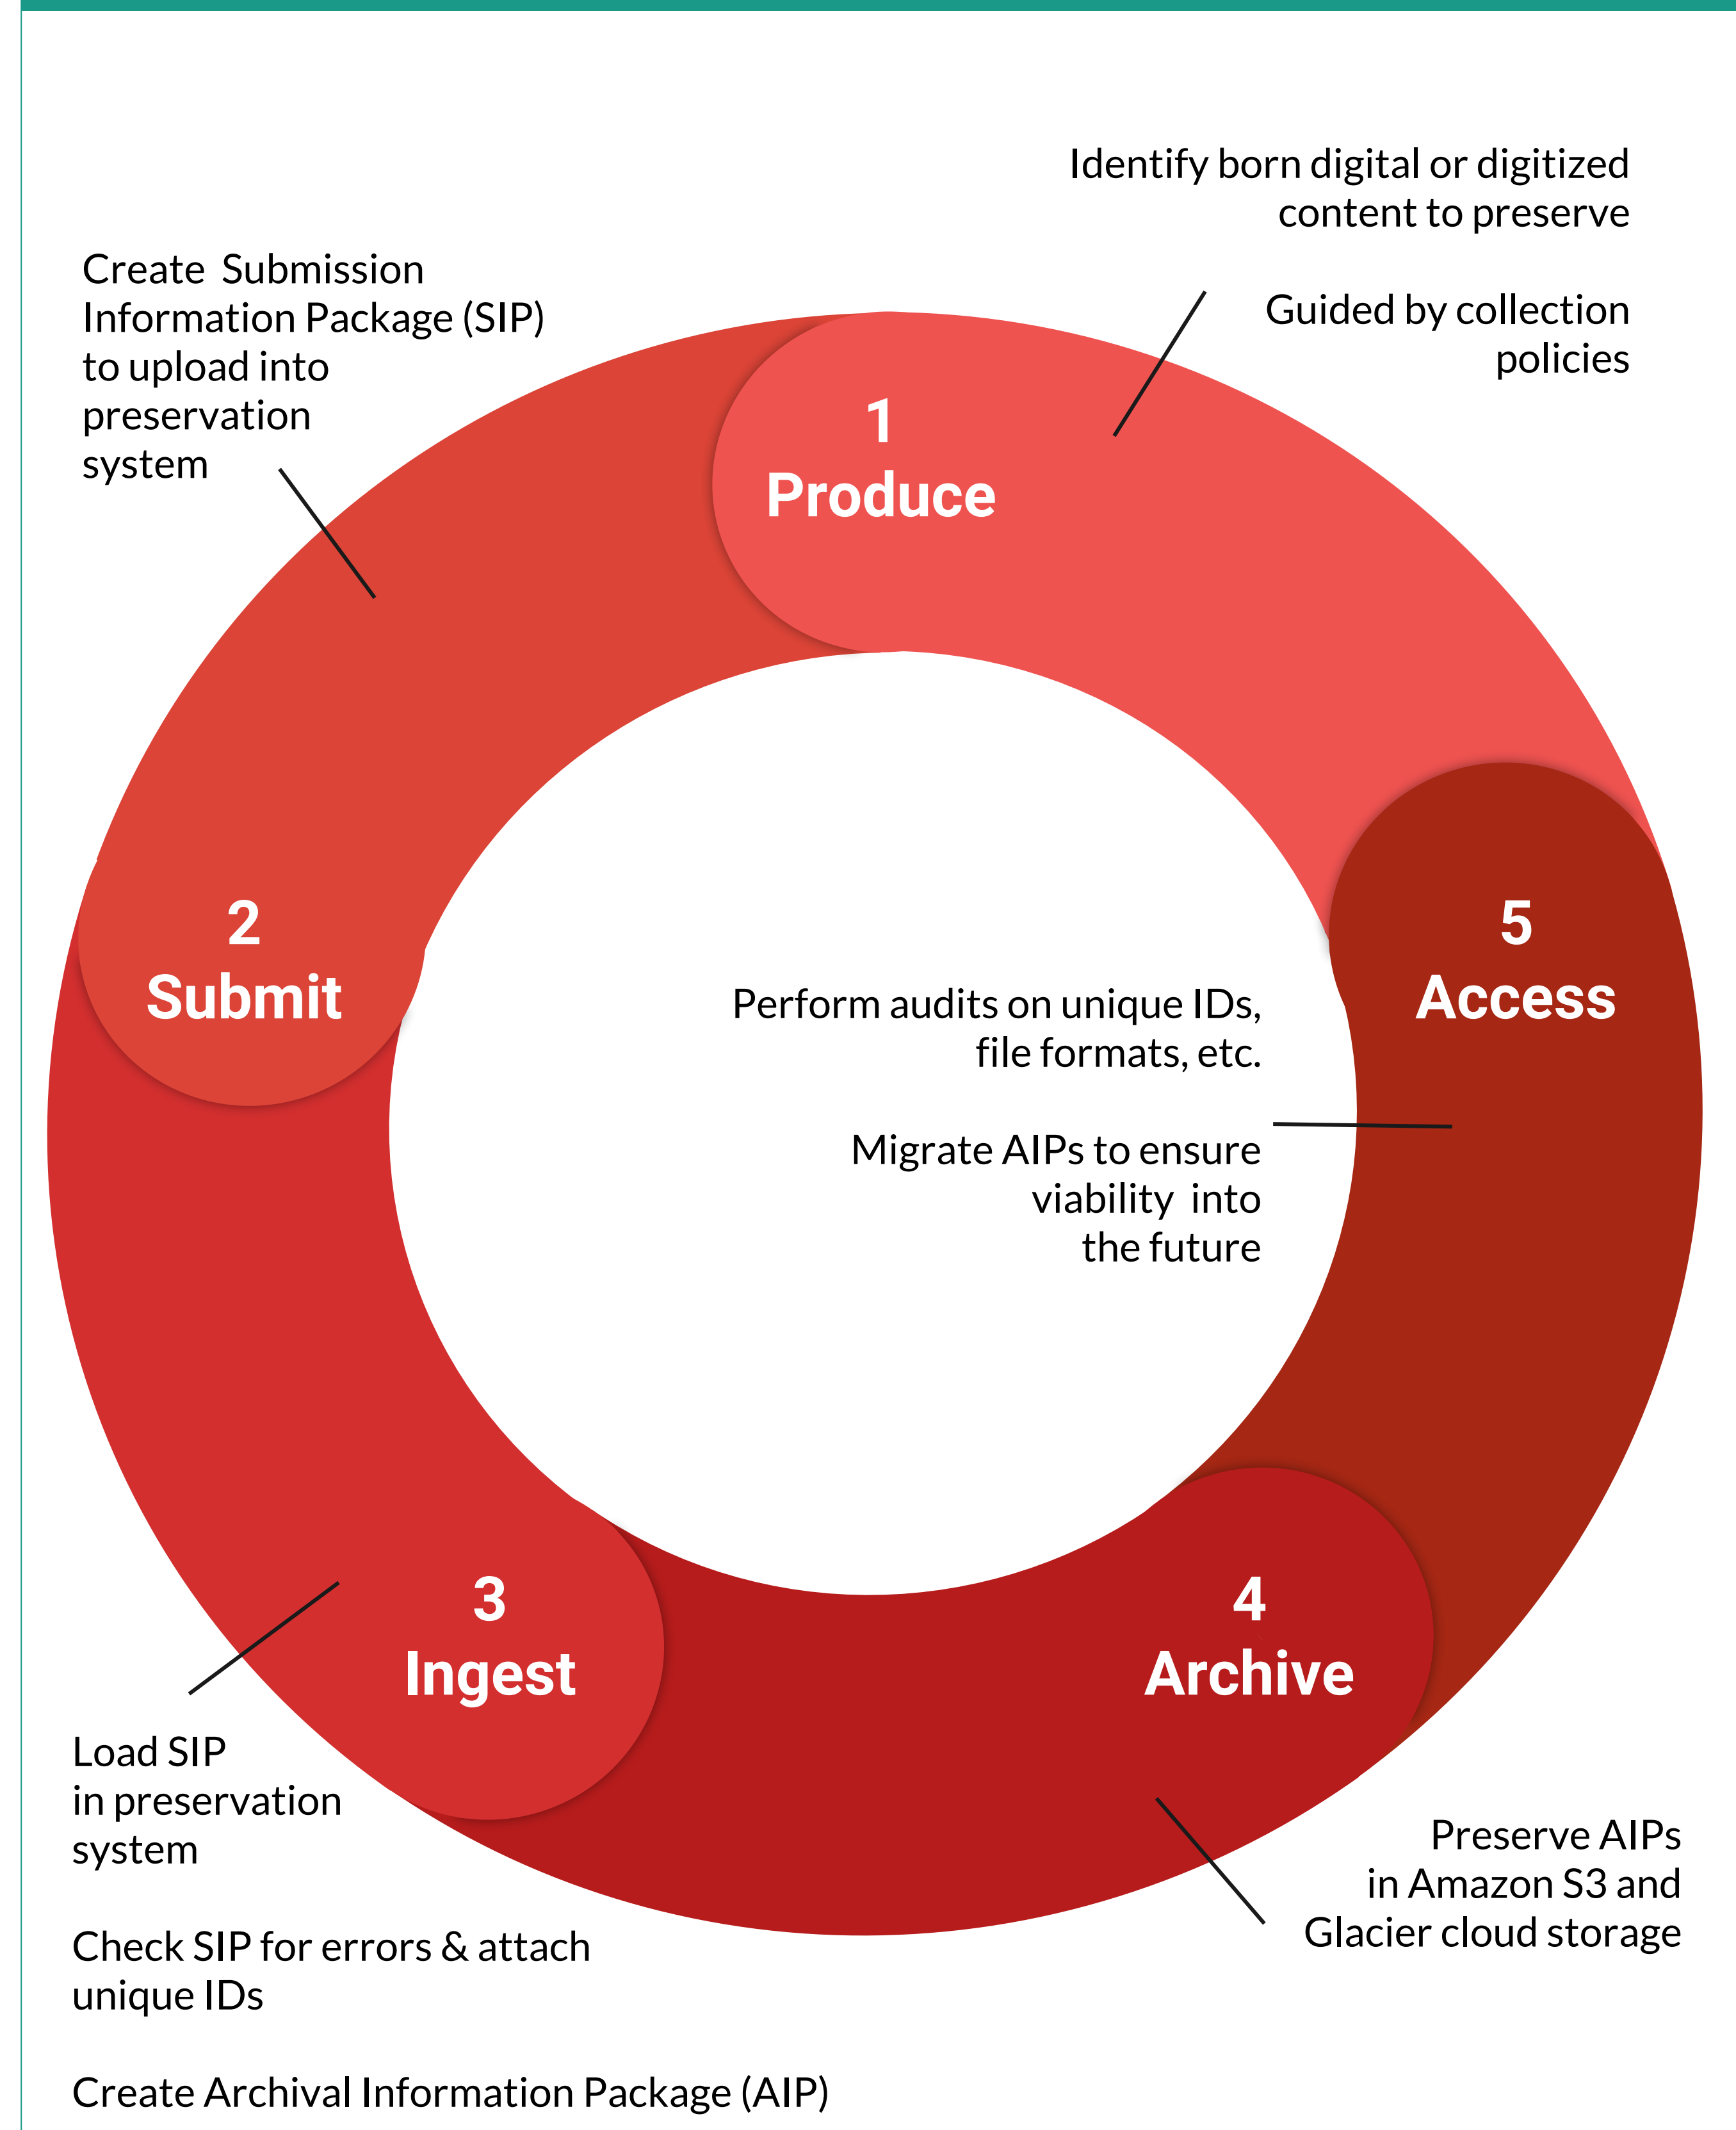 Identify born digital or digitized
content to preserve
Guided by collection
policies
1
Produce
Create Submission
Information Package (SIP)
to upload into
preservation
system
2
Submit
3
Ingest
Load SIP
in preservation
system
Check SIP for errors & attach
unique IDs
Create Archival Information Package (AIP)
4
Archive
Preserve AIPs
in Amazon S3 and
Glacier cloud storage
5
Access
Perform audits on unique IDs,
file formats, etc.
Migrate AIPs to ensure
viability into
the future